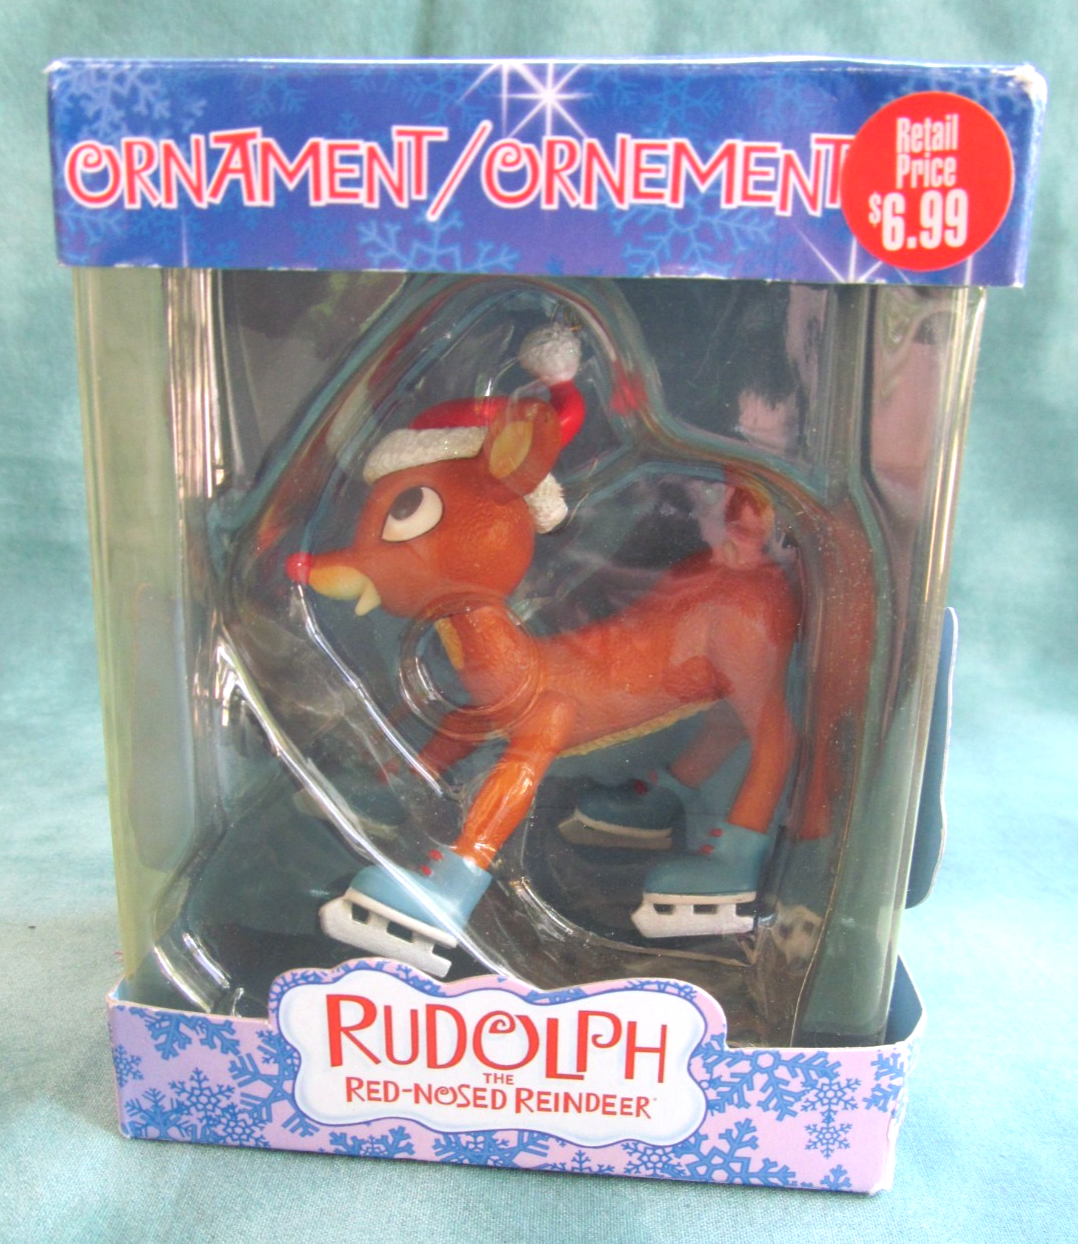 ORNAMENT/ORNEMENT
Retail
Price
$6.99
RUDOLPH
THE
RED-NOSED REINDEER